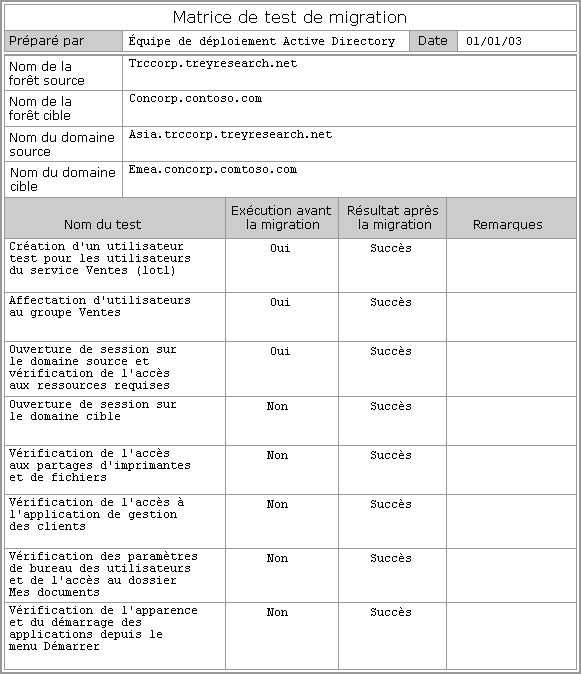 Matrice de test de migration
Préparé par Équipe de déploiement Active Directory Date 01/01/03
Nom de la
forêt source
Trccorp.treyresearch.net
Nom de la
forêt cible
Concorp.contoso.com
Nom du domaine
source
Asia.trccorp.treyresearch.net
Nom du domaine
cible
Emea.concorp.comtoso.com
Nom du test
Exécution avant
la migration
Résultat après
la migration
Remarques
Création d'un utilisateur
test pour les utilisateurs
du service Ventes (lot1)
Oui
Succès
Affectation d'utilisateurs
au groupe Ventes
Oui
Succès
Ouverture de session sur
le domaine source et
vérification de l'accès
aux ressources requises
Oui
Succès
Ouverture de session sur
le domaine cible
Non
Succès
Vérification de l'accès
aux partages d'imprimantes
et de fichiers
Non
Succès
Vérification de l'accès à
l'application de gestion
des clients
Non
Succès
Vérification des paramètres
de bureau des utilisateurs
et de l'accès au dossier
Mes documents
Non
Succès
Vérification de l'apparence
et du démarrage des
applications depuis le
menu Démarrer
Non
Succès